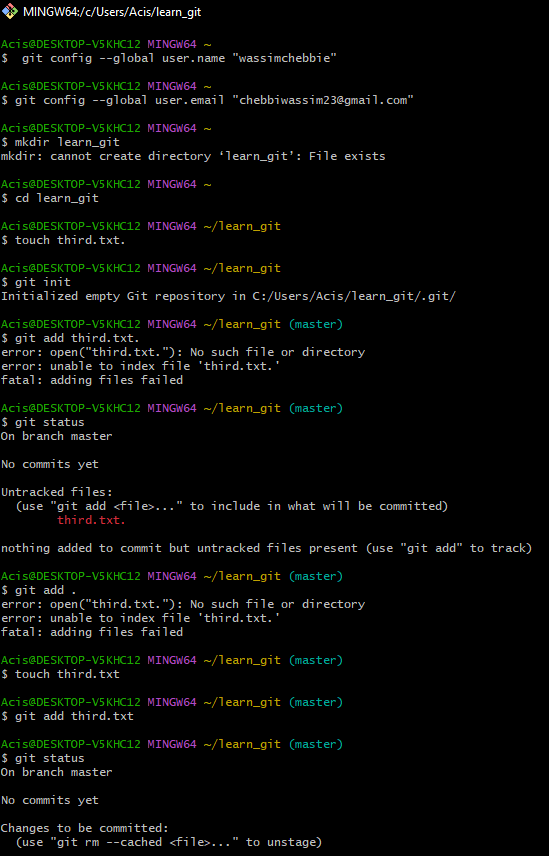 MINGW64:/c/Users/Acis/learn_git
Acis@DESKTOP-V5KHC12 MINGW64 ~
$  git config --global user.name "wassimchebbie"
Acis@DESKTOP-V5KHC12 MINGW64 ~
$ git config --global user.email "chebbiwassim23@gmail.com"
Acis@DESKTOP-V5KHC12 MINGW64 ~
$ mkdir learn_git
mkdir: cannot create directory ‘learn_git’: File exists
Acis@DESKTOP-V5KHC12 MINGW64 ~
$ cd learn_git
Acis@DESKTOP-V5KHC12 MINGW64 ~/learn_git
$ touch third.txt.
Acis@DESKTOP-V5KHC12 MINGW64 ~/learn_git
$ git init
Initialized empty Git repository in C:/Users/Acis/learn_git/.git/
Acis@DESKTOP-V5KHC12 MINGW64 ~/learn_git (master)
$ git add third.txt.
error: open("third.txt."): No such file or directory
error: unable to index file 'third.txt.'
fatal: adding files failed
Acis@DESKTOP-V5KHC12 MINGW64 ~/learn_git (master)
$ git status
On branch master
No commits yet
Untracked files:
  (use "git add <file>..." to include in what will be committed)
        third.txt.
nothing added to commit but untracked files present (use "git add" to track)
Acis@DESKTOP-V5KHC12 MINGW64 ~/learn_git (master)
$ git add .
error: open("third.txt."): No such file or directory
error: unable to index file 'third.txt.'
fatal: adding files failed
Acis@DESKTOP-V5KHC12 MINGW64 ~/learn_git (master)
$ touch third.txt
Acis@DESKTOP-V5KHC12 MINGW64 ~/learn_git (master)
$ git add third.txt
Acis@DESKTOP-V5KHC12 MINGW64 ~/learn_git (master)
$ git status
On branch master
No commits yet
Changes to be committed:
  (use "git rm --cached <file>..." to unstage)